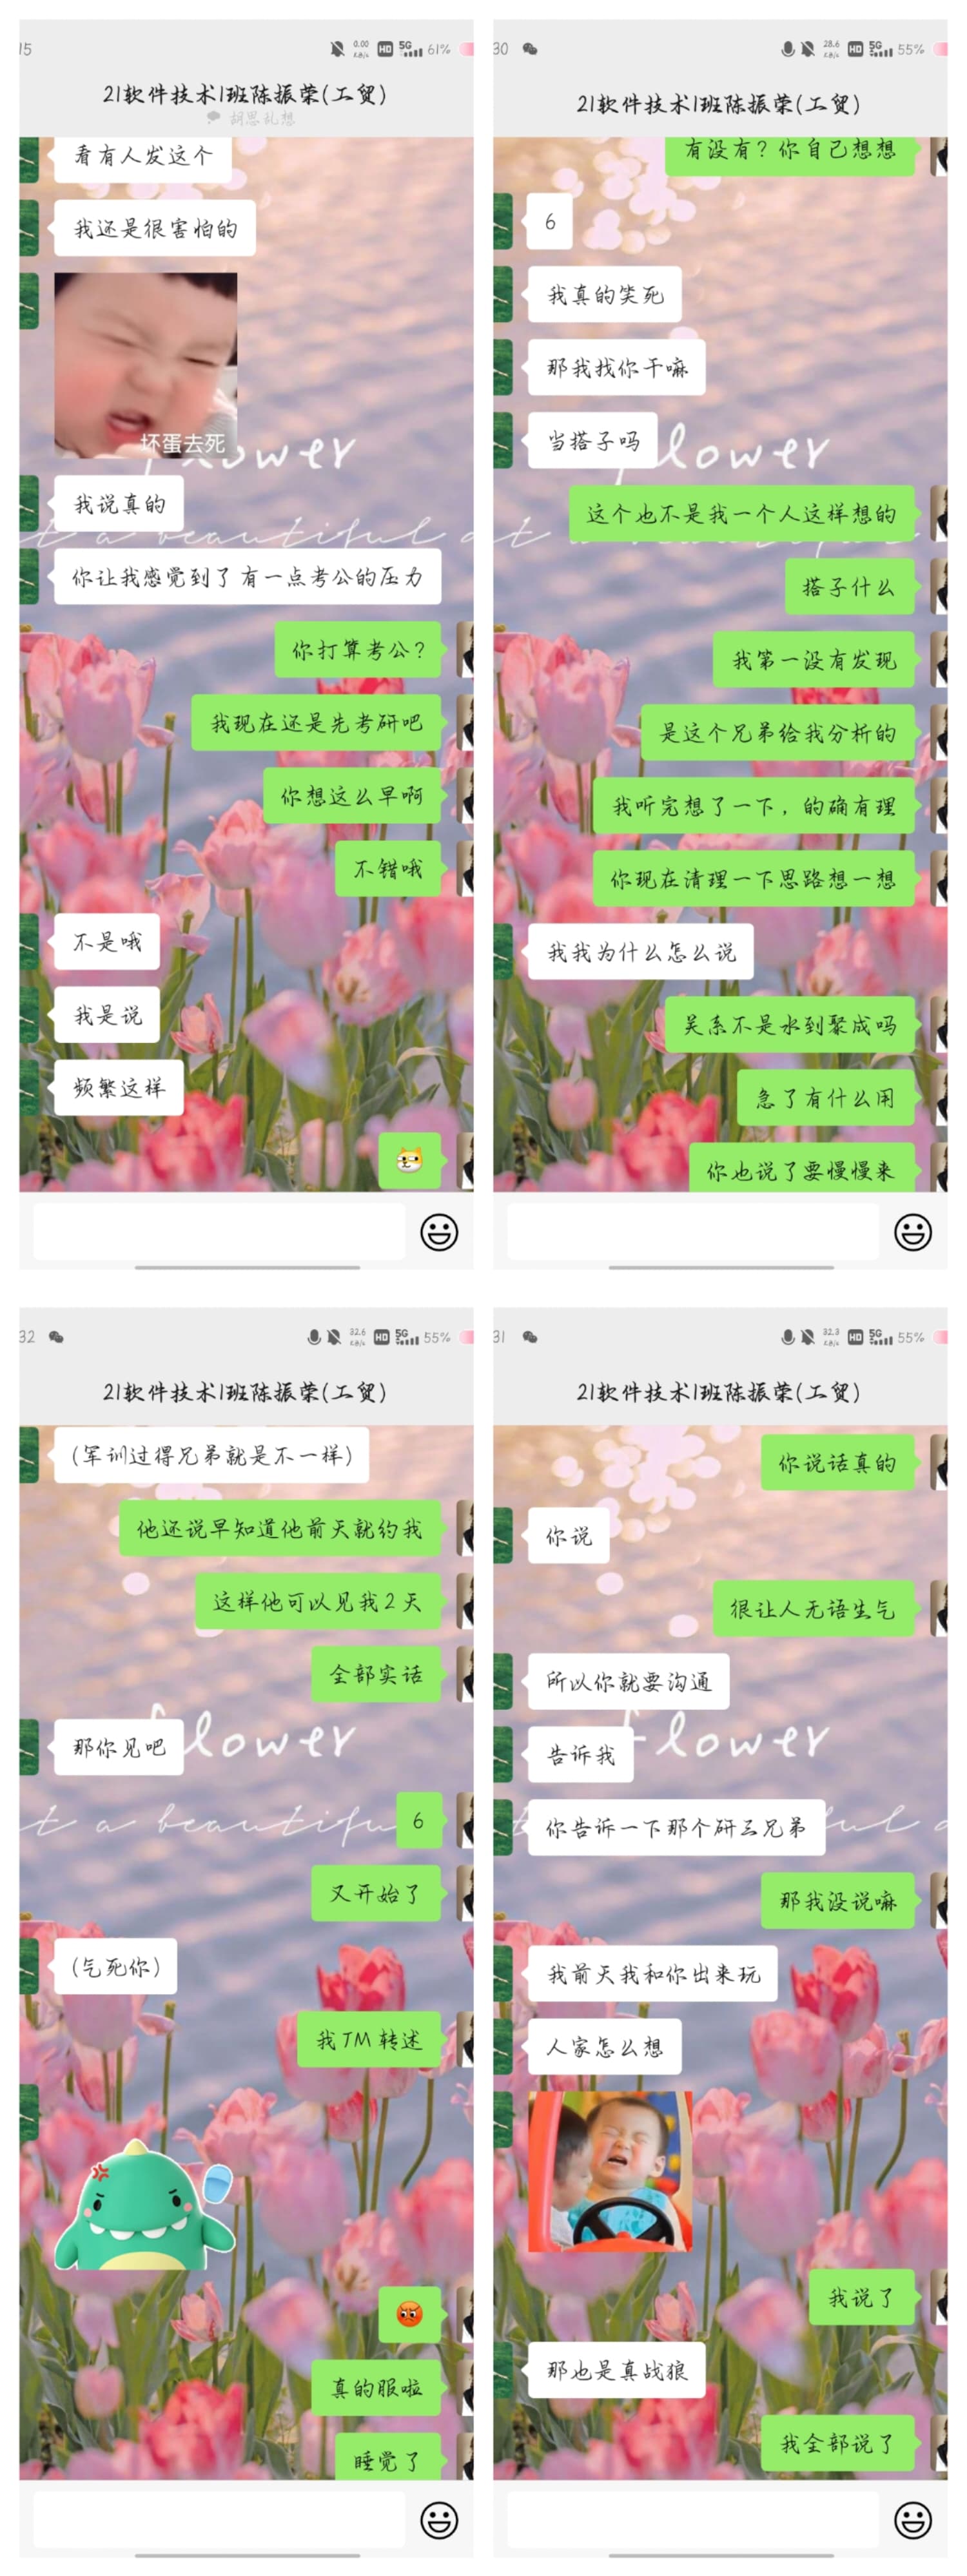 15
0.00
KB/s
HD
5G
61%
21软件技术1班陈振荣(工贸)
胡思乱想
看有人发这个
我还是很害怕的
坏蛋去死
flower
我说真的
t a beautiful
你让我感觉到了 有一点考公的压力
你打算考公？
我现在还是先考研吧
你想这么早啊
不错哦
不是哦
我是说
频繁这样
30
28.6
KB/s
HD
5G
55%
21软件技术1班陈振荣(工贸)
有没有？你自己想想
6
我真的笑死
那我找你干嘛
当搭子吗
flower
这个也不是我一个人这样想的
搭子什么
我第一没有发现
是这个兄弟给我分析的
我听完想了一下，的确有理
你现在清理一下思路想一想
我我为什么怎么说
关系不是水到聚成吗
急了有什么用
你也说了要慢慢来
32
32.6
KB/s
HD
5G
55%
21软件技术1班陈振荣(工贸)
(军训过得兄弟就是不一样)
他还说早知道他前天就约我
这样他可以见我2天
全部实话
那你见吧
flower
t a beautifu
6
又开始了
(气死你)
我TM转述
真的服啦
睡觉了
31
32.3
KB/s
HD
5G
55%
21软件技术1班陈振荣(工贸)
你说话真的
你说
很让人无语生气
所以你就要沟通
告诉我
flower
你告诉一下那个研三兄弟
ful a
那我没说嘛
我前天我和你出来玩
人家怎么想
我说了
那也是真战狼
我全部说了